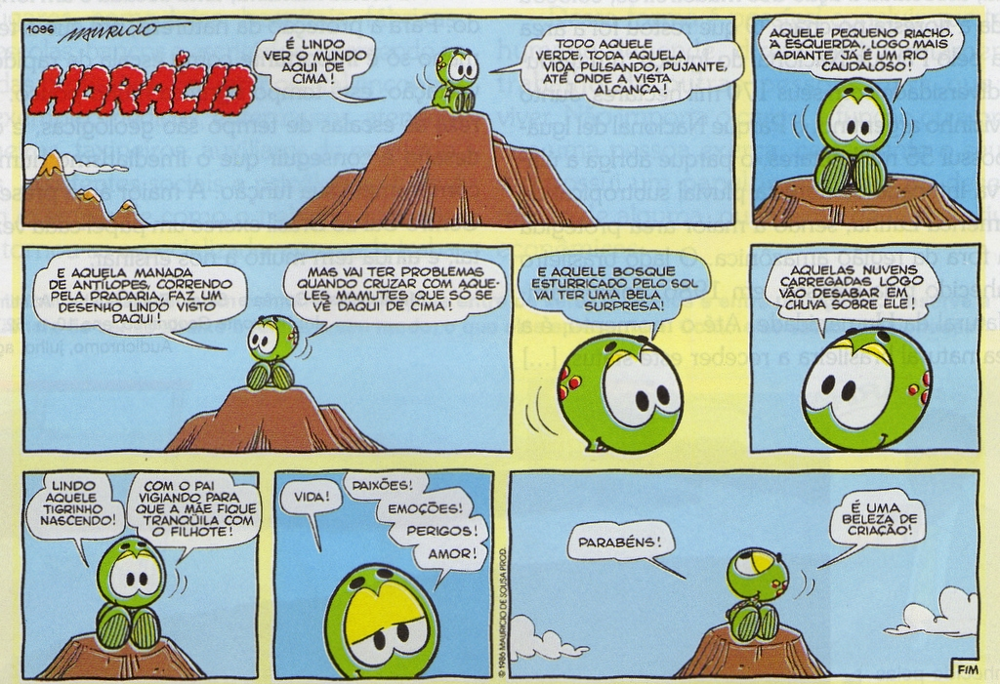 1096 MAURICIO
HORÁCIO
É LINDO
VER O MUNDO
AQUI DE
CIMA!
TODO AQUELE
VERDE, TODA AQUELA
VIDA PULSANDO, PUJANTE,
ATÉ ONDE A VISTA
ALCANÇA!
AQUELE PEQUENO RIACHO,
À ESQUERDA, LOGO MAIS
ADIANTE JÁ É UM RIO
CAUDALOSO!
E AQUELA MANADA
DE ANTÍLOPES, CORRENDO
PELA PRADARIA, FAZ UM
DESENHO LINDO VISTO
DAQUI!
MAS VAI TER PROBLEMAS
QUANDO CRUZAR COM AQUE-
LES MAMUTES QUE SÓ SE
VÊ DAQUI DE CIMA!
E AQUELE BOSQUE
ESTURRICADO PELO SOL
VAI TER UMA BELA
SURPRESA!
AQUELAS NUVENS
CARREGADAS LOGO
VÃO DESABAR EM
CHUVA SOBRE ELE!
LINDO
AQUELE
TIGRINHO
NASCENDO!
COM O PAI
VIGIANDO PARA
QUE A MÃE FIQUE
TRANQÜILA COM
O FILHOTE!
VIDA!
PAIXÕES!
EMOÇÕES!
PERIGOS!
AMOR!
© 1986 MAURICIO DE SOUSA PROD.
PARABÉNS!
É UMA
BELEZA DE
CRIAÇÃO!
FIM